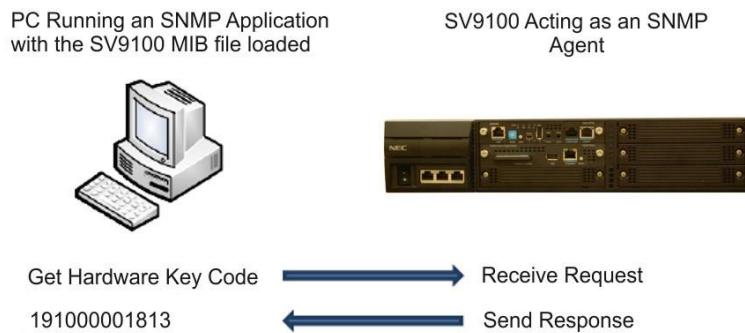 PC Running an SNMP Application
with the SV9100 MIB file loaded
SV9100 Acting as an SNMP
Agent
NEC
Get Hardware Key Code
Receive Request
191000001813
Send Response